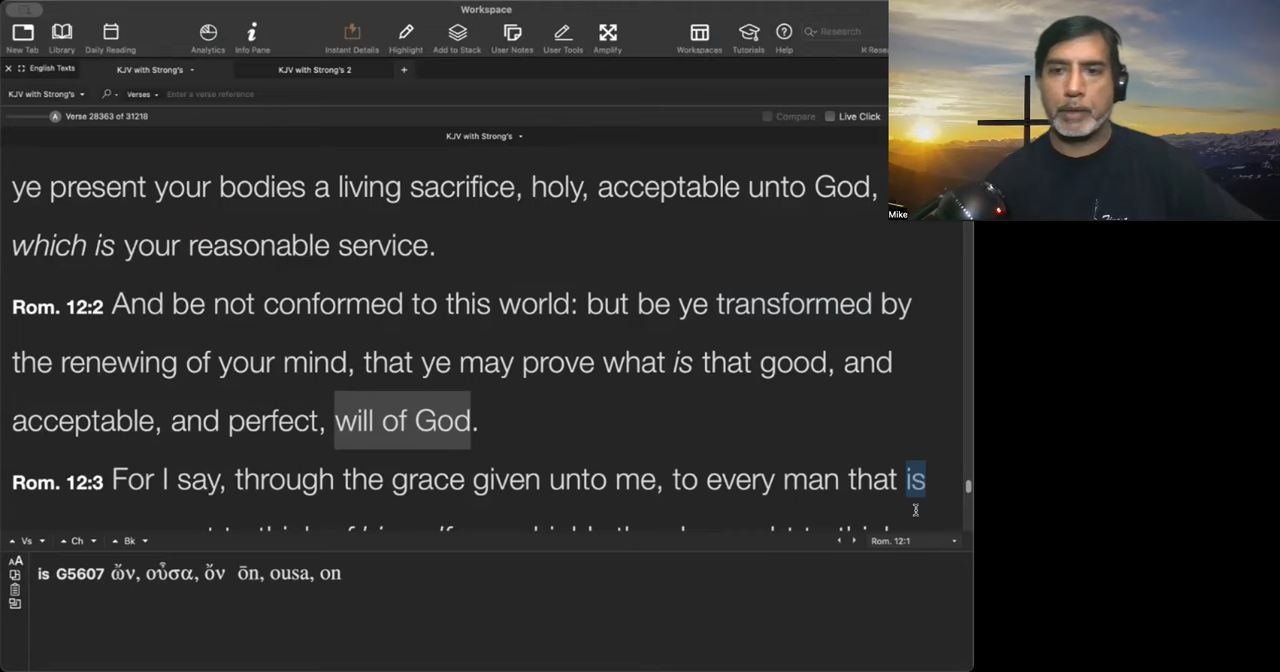 Workspace
New Tab Library Daily Reading Analytics Info Pane Instant Details Highlight Add to Stack User Notes User Tools Amplify Workspaces Tutorials Help Research
English Texts KJV with Strong's KJV with Strong's 2 +
KJV with Strong's Verses Enter a verse reference
A Verse 28363 of 31218 Compare Live Click
KJV with Strong's
ye present your bodies a living sacrifice, holy, acceptable unto God,
which is your reasonable service.
Rom. 12:2 And be not conformed to this world: but be ye transformed by
the renewing of your mind, that ye may prove what is that good, and
acceptable, and perfect, will of God.
Rom. 12:3 For I say, through the grace given unto me, to every man that is
Vs Ch Bk Rom. 12:1
is G5607 ὤν, οὖσα, ὄν ōn, ousa, on
Mike